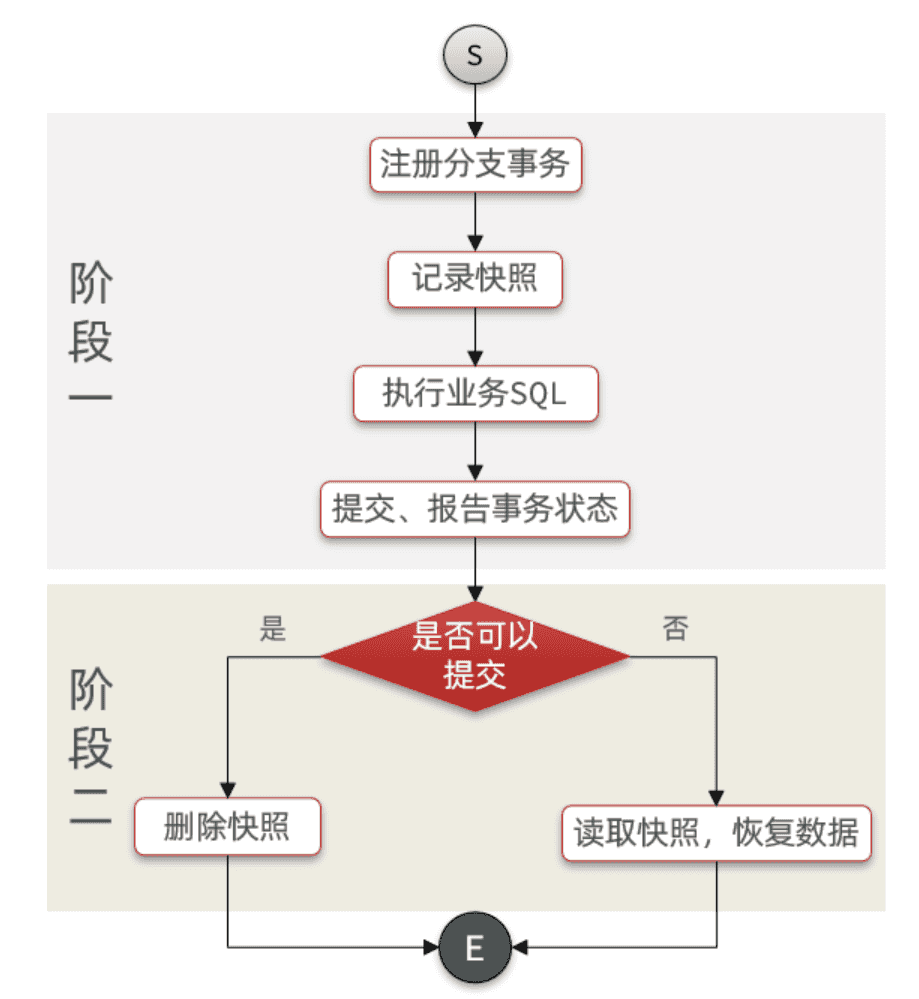 S
注册分支事务
记录快照
阶
段
一
执行业务SQL
提交、报告事务状态
是
否
是否可以
提交
阶
段
二
删除快照
读取快照，恢复数据
E